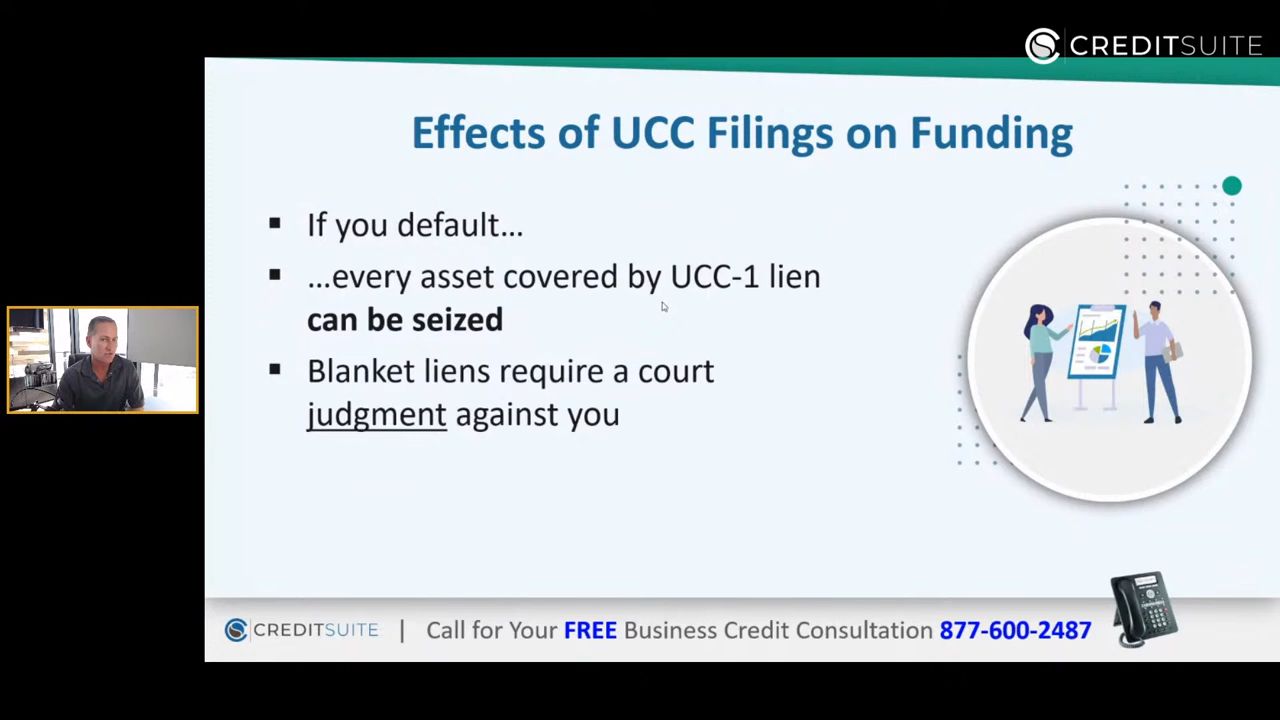 CREDITSUITE
Effects of UCC Filings on Funding
▪ If you default...
▪ ...every asset covered by UCC-1 lien
can be seized
▪ Blanket liens require a court
judgment against you
CREDITSUITE | Call for Your FREE Business Credit Consultation 877-600-2487